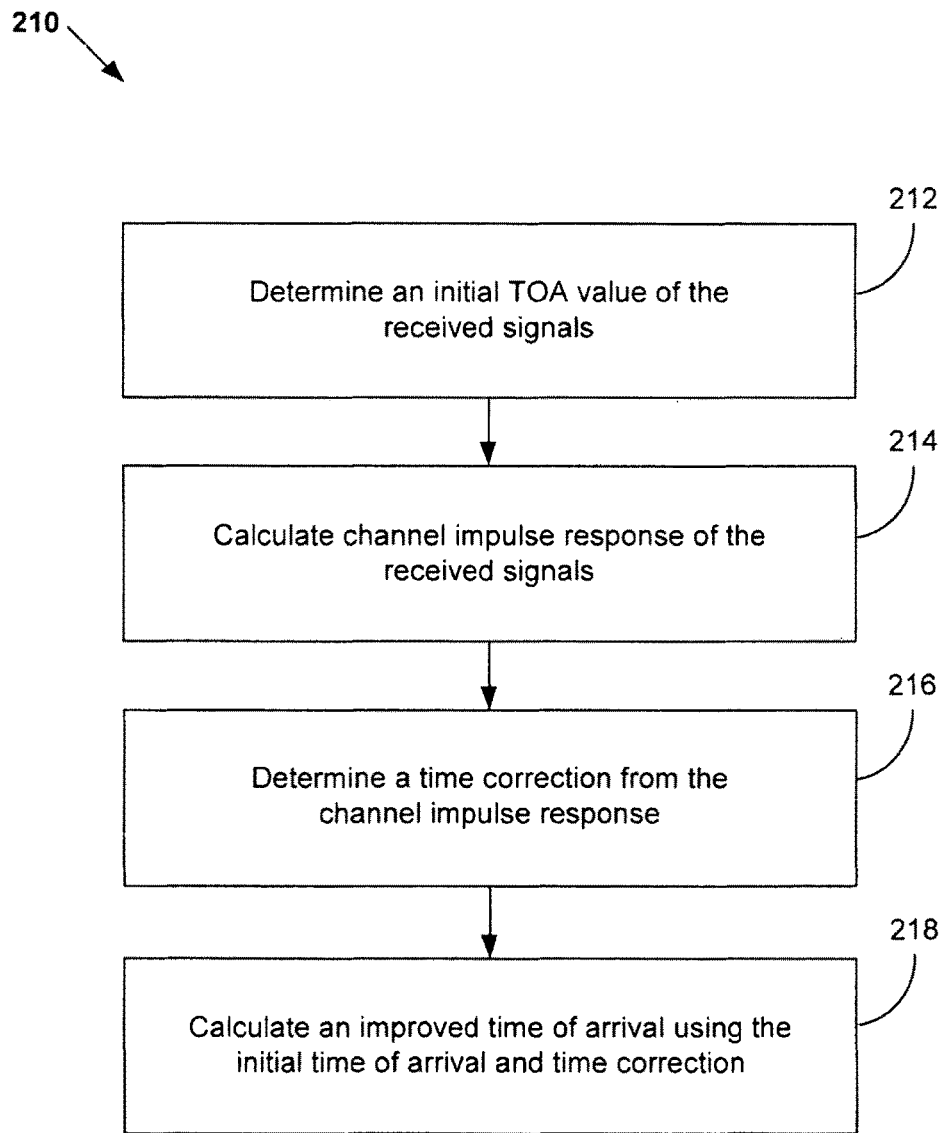 210
212
Determine an initial TOA value of the
received signals
214
Calculate channel impulse response of the
received signals
216
Determine a time correction from the
channel impulse response
218
Calculate an improved time of arrival using the
initial time of arrival and time correction